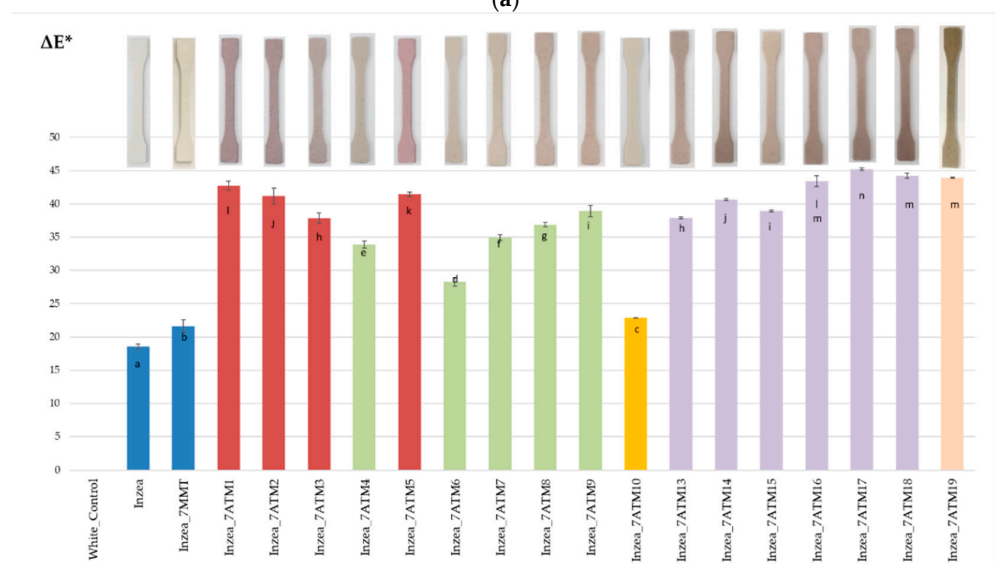 (a)
ΔE*
50
45
40
35
30
25
20
15
10
5
0
a
b
l
j
h
e
k
d
f
g
i
c
h
j
i
l
m
n
m
m
White_Control
Inzea
Inzea_7MMT
Inzea_7ATM1
Inzea_7ATM2
Inzea_7ATM3
Inzea_7ATM4
Inzea_7ATM5
Inzea_7ATM6
Inzea_7ATM7
Inzea_7ATM8
Inzea_7ATM9
Inzea_7ATM10
Inzea_7ATM13
Inzea_7ATM14
Inzea_7ATM15
Inzea_7ATM16
Inzea_7ATM17
Inzea_7ATM18
Inzea_7ATM19